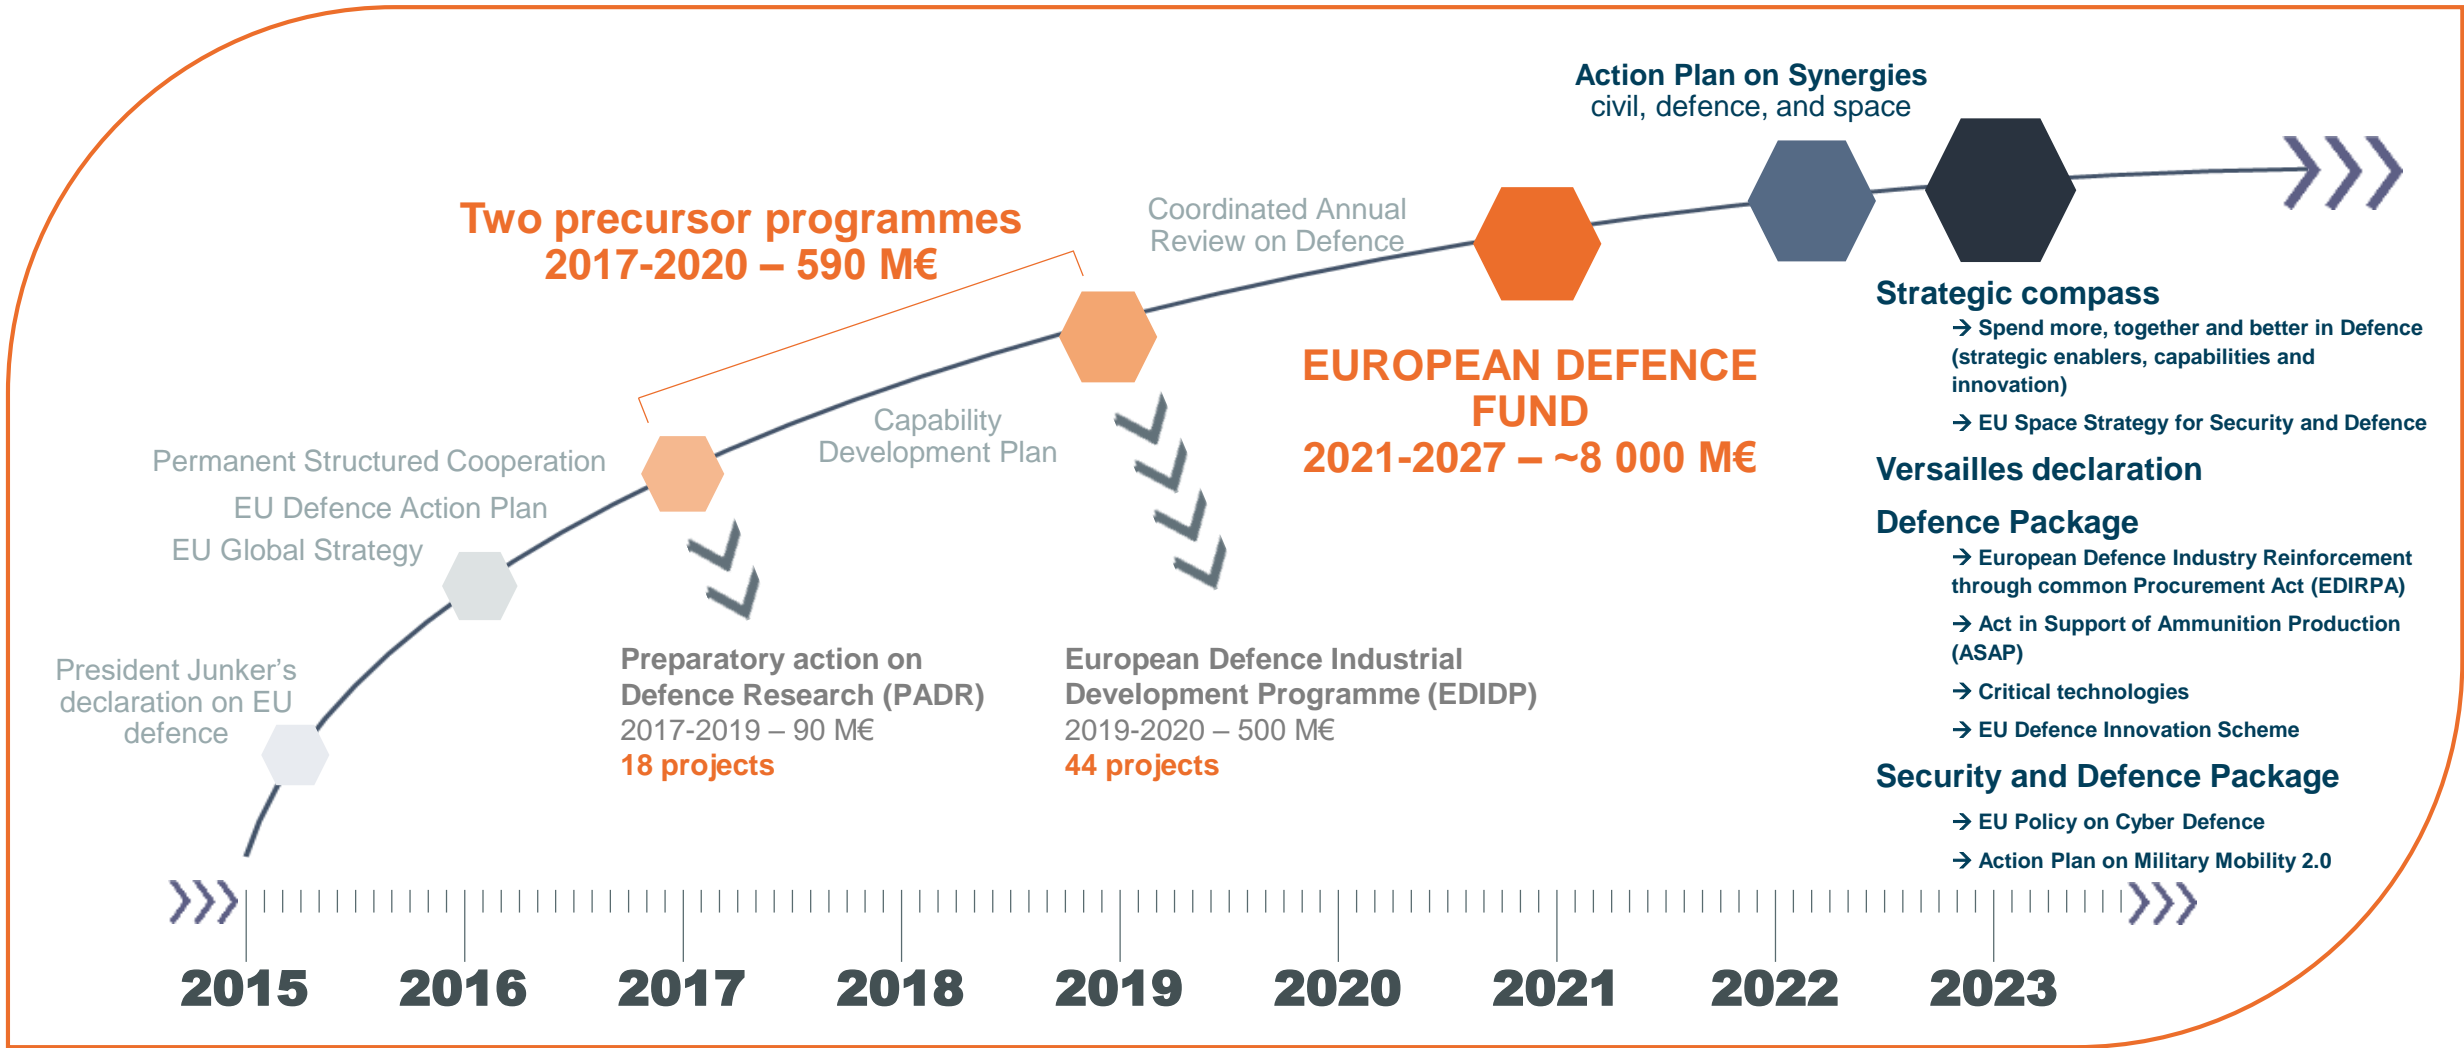 Action Plan on Synergies
civil, defence, and space
Two precursor programmes
2017-2020 – 590 M€
Coordinated Annual
Review on Defence
EUROPEAN DEFENCE
FUND
2021-2027 – ~8 000 M€
Capability
Development Plan
Permanent Structured Cooperation
EU Defence Action Plan
EU Global Strategy
President Junker’s
declaration on EU
defence
Preparatory action on
Defence Research (PADR)
2017-2019 – 90 M€
18 projects
European Defence Industrial
Development Programme (EDIDP)
2019-2020 – 500 M€
44 projects
Strategic compass
→ Spend more, together and better in Defence
(strategic enablers, capabilities and
innovation)
→ EU Space Strategy for Security and Defence
Versailles declaration
Defence Package
→ European Defence Industry Reinforcement
through common Procurement Act (EDIRPA)
→ Act in Support of Ammunition Production
(ASAP)
→ Critical technologies
→ EU Defence Innovation Scheme
Security and Defence Package
→ EU Policy on Cyber Defence
→ Action Plan on Military Mobility 2.0
2015 2016 2017 2018 2019 2020 2021 2022 2023